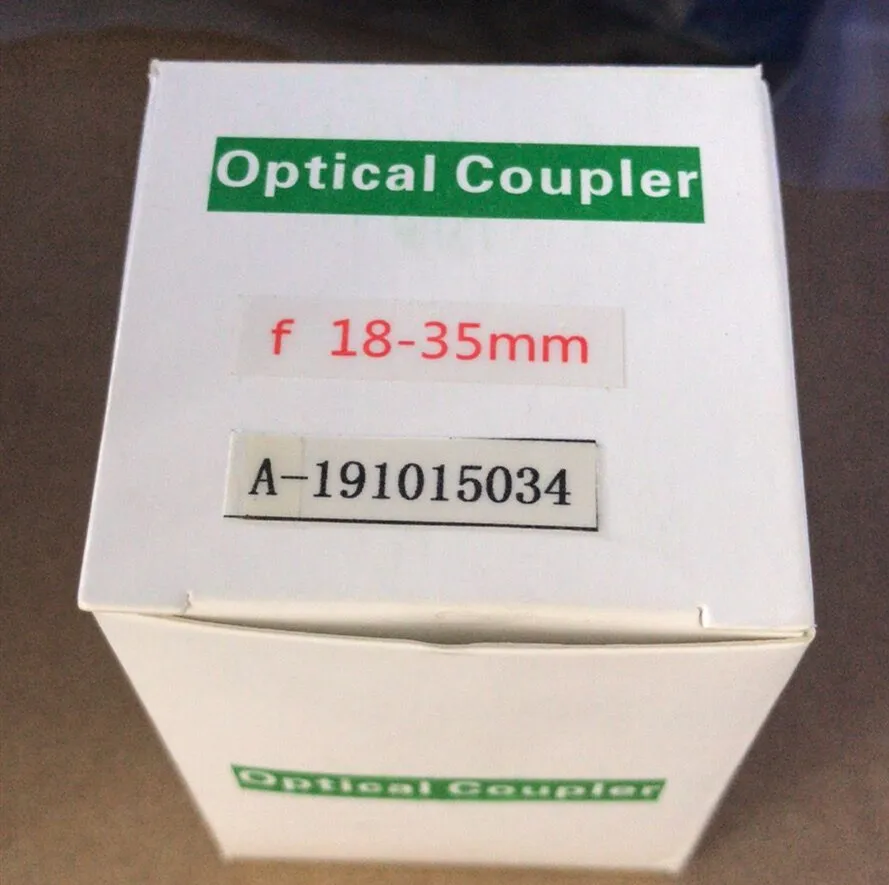 Optical Coupler
f 18-35mm
A-191015034
Optical Coupler